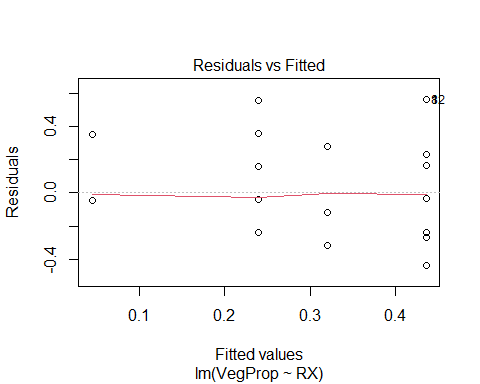 Residuals vs Fitted
Residuals
0.4
0.0
-0.4
0.1
0.2
0.3
0.4
Fitted values
lm(VegProp ~ RX)